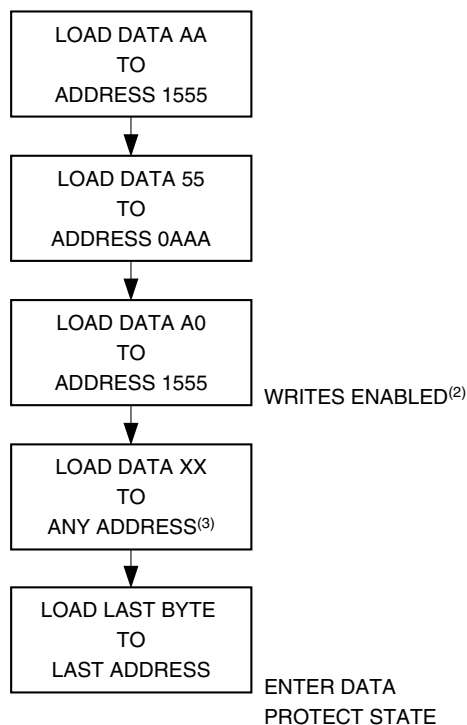 LOAD DATA AA
TO
ADDRESS 1555
LOAD DATA 55
TO
ADDRESS 0AAA
LOAD DATA A0
TO
ADDRESS 1555
WRITES ENABLED(2)
LOAD DATA XX
TO
ANY ADDRESS(3)
LOAD LAST BYTE
TO
LAST ADDRESS
ENTER DATA
PROTECT STATE